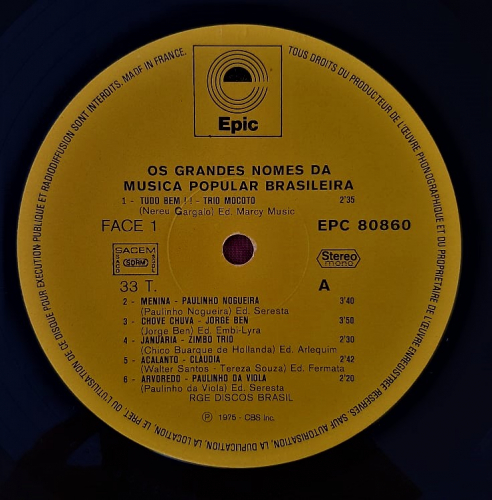 Epic
OS GRANDES NOMES DA
MUSICA POPULAR BRASILEIRA
1 - TUDO BEM !! - TRIO MOCOTO 2'35
(Nereu Gargalo) Ed. Marcy Music
FACE 1 EPC 80860
SACEM
SACD SDRM SGDL
Stereo
mono
33 T. A
2 - MENINA - PAULINHO NOGUEIRA 3'40
(Paulinho Nogueira) Ed. Seresta
3 - CHOVE CHUVA - JORGE BEN 3'50
(Jorge Ben) Ed. Embi-Lyra
4 - JANUARIA - ZIMBO TRIO 2'30
(Chico Buarque de Hollanda) Ed. Arlequim
5 - ACALANTO - CLAUDIA 2'42
(Walter Santos - Tereza Souza) Ed. Fermata
6 - ARVOREDO - PAULINHO DA VIOLA 2'20
(Paulinho da Viola) Ed. Seresta
RGE DISCOS BRASIL
℗ 1975 - CBS Inc.
TOUS DROITS DU PRODUCTEUR DE L'ŒUVRE PHONOGRAPHIQUE ET DU PROPRIETAIRE DE L'ŒUVRE ENREGISTREE RESERVES. SAUF AUTORISATION, LA DUPLICATION, LA LOCATION, LE PRET OU L'UTILISATION DE CE DISQUE POUR EXECUTION PUBLIQUE ET RADIODIFFUSION SONT INTERDITS. MADE IN FRANCE.